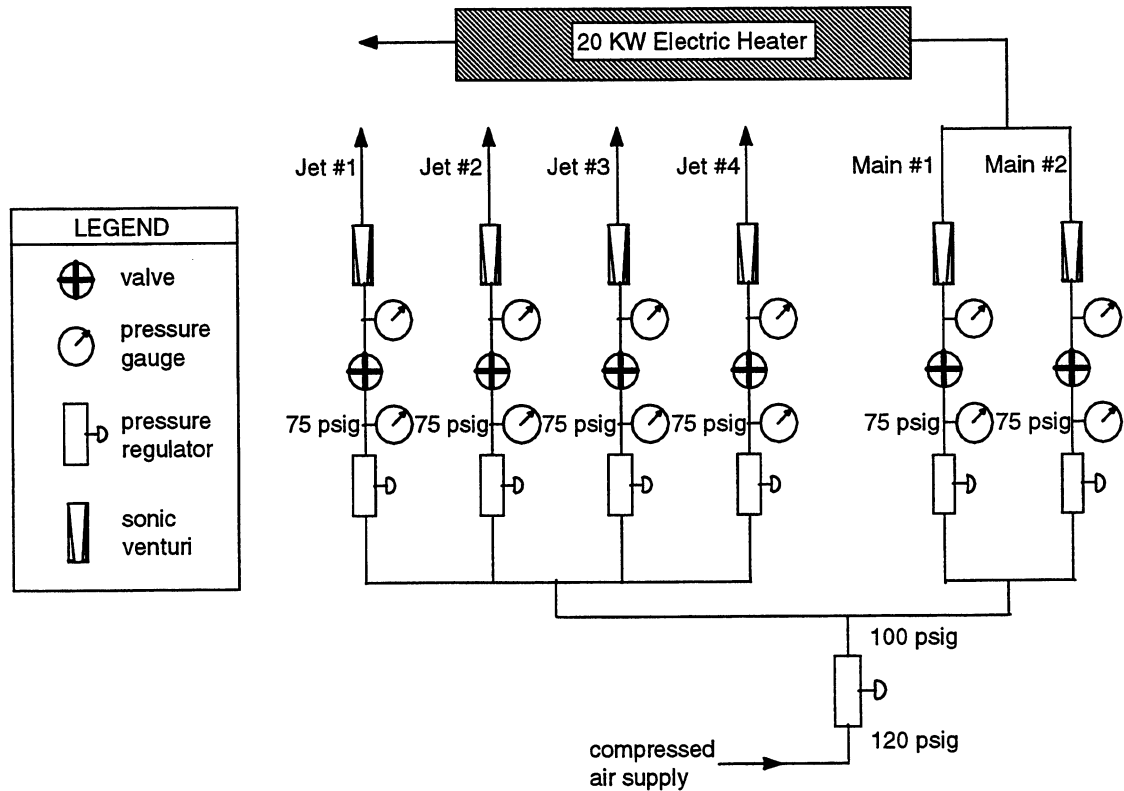 20 KW Electric Heater
Jet #1
Jet #2
Jet #3
Jet #4
Main #1
Main #2
LEGEND
valve
pressure
gauge
pressure
regulator
sonic
venturi
75 psig
75 psig
75 psig
75 psig
75 psig
75 psig
100 psig
120 psig
compressed
air supply